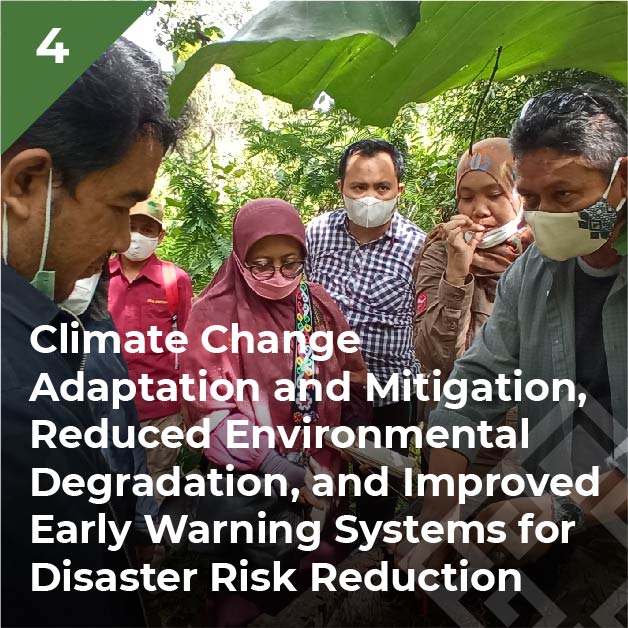 4
Climate Change
Adaptation and Mitigation,
Reduced Environmental
Degradation, and Improved
Early Warning Systems for
Disaster Risk Reduction